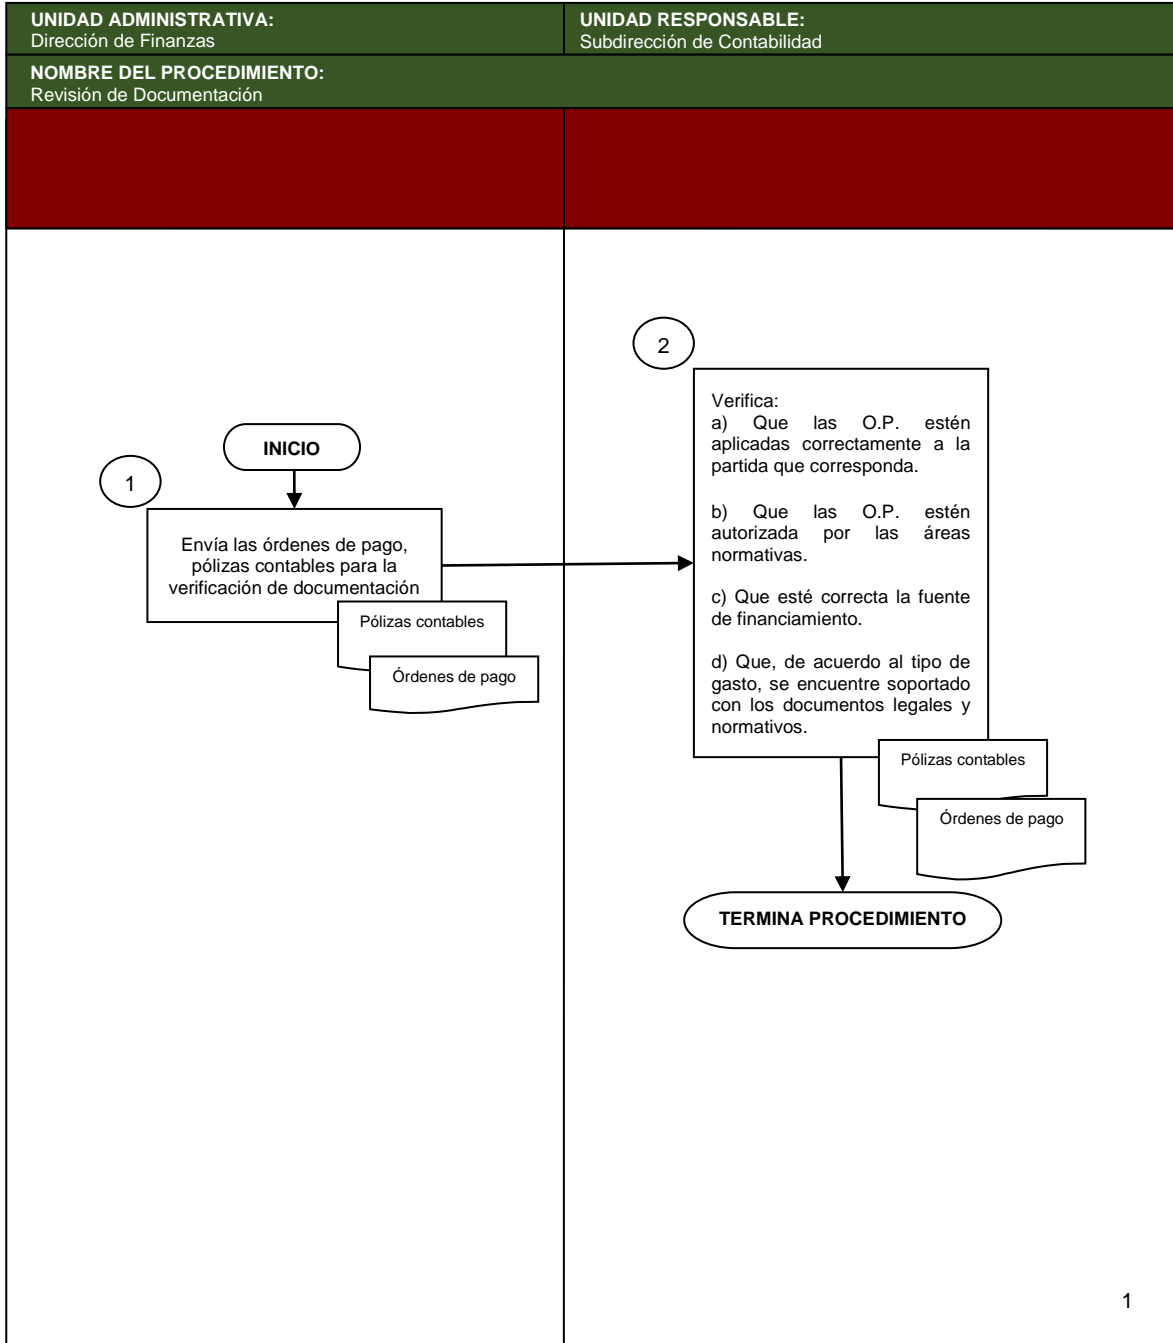 UNIDAD ADMINISTRATIVA:
Dirección de Finanzas
UNIDAD RESPONSABLE:
Subdirección de Contabilidad
NOMBRE DEL PROCEDIMIENTO:
Revisión de Documentación
INICIO
1
Envía las órdenes de pago,
pólizas contables para la
verificación de documentación
Pólizas contables
Órdenes de pago
2
Verifica:
a) Que las O.P. estén
aplicadas correctamente a la
partida que corresponda.
b) Que las O.P. estén
autorizada por las áreas
normativas.
c) Que esté correcta la fuente
de financiamiento.
d) Que, de acuerdo al tipo de
gasto, se encuentre soportado
con los documentos legales y
normativos.
Pólizas contables
Órdenes de pago
TERMINA PROCEDIMIENTO
1